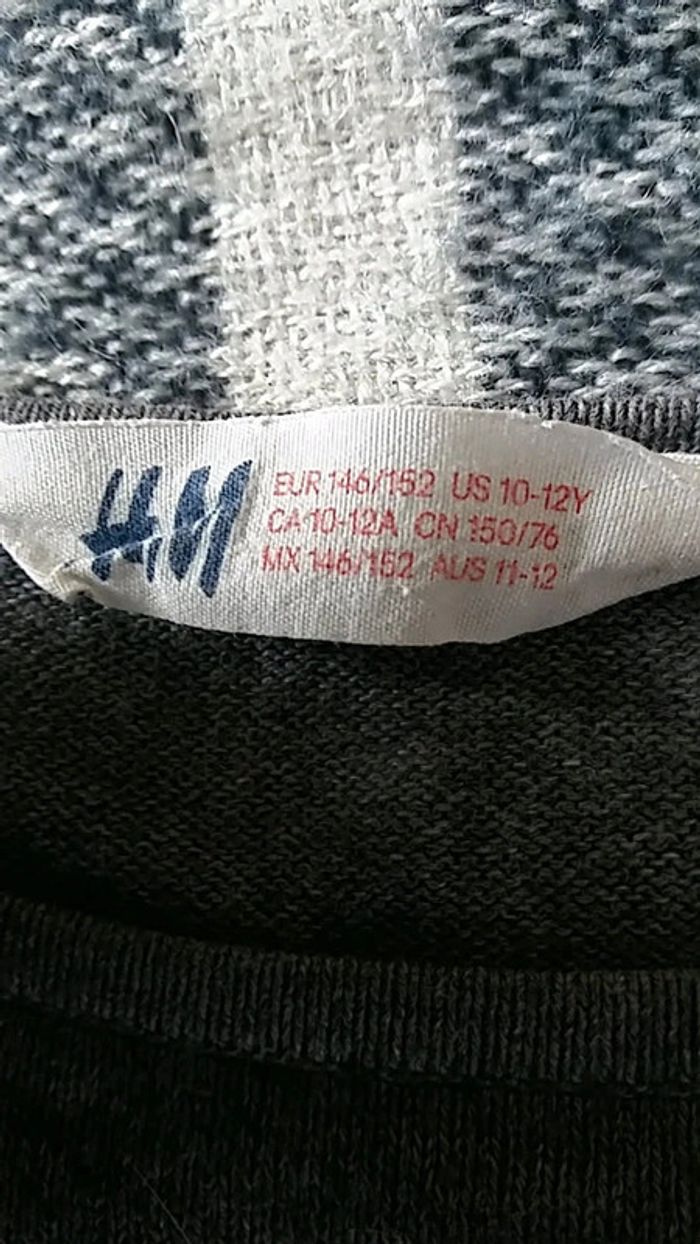 H&M
EUR 146/152 US 10-12Y
CA 10-12A CN 150/76
MX 146/152 AUS 11-12